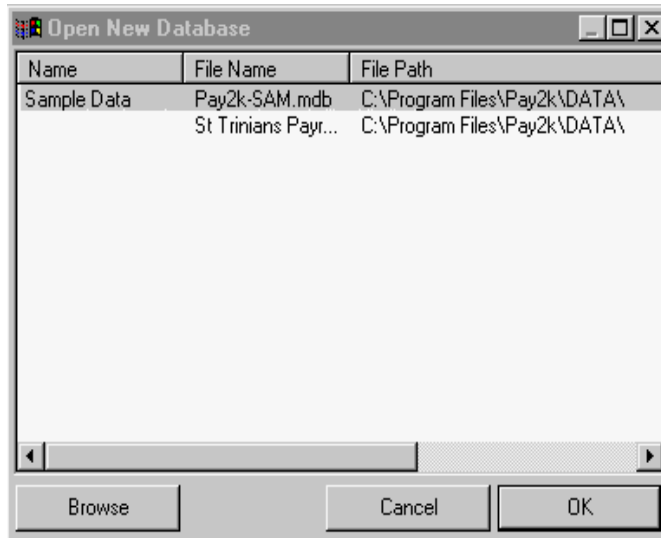 Open New Database
Name File Name File Path
Sample Data Pay2k-SAM.mdb C:\Program Files\Pay2k\DATA\
St Trinians Payr... C:\Program Files\Pay2k\DATA\
Browse Cancel OK